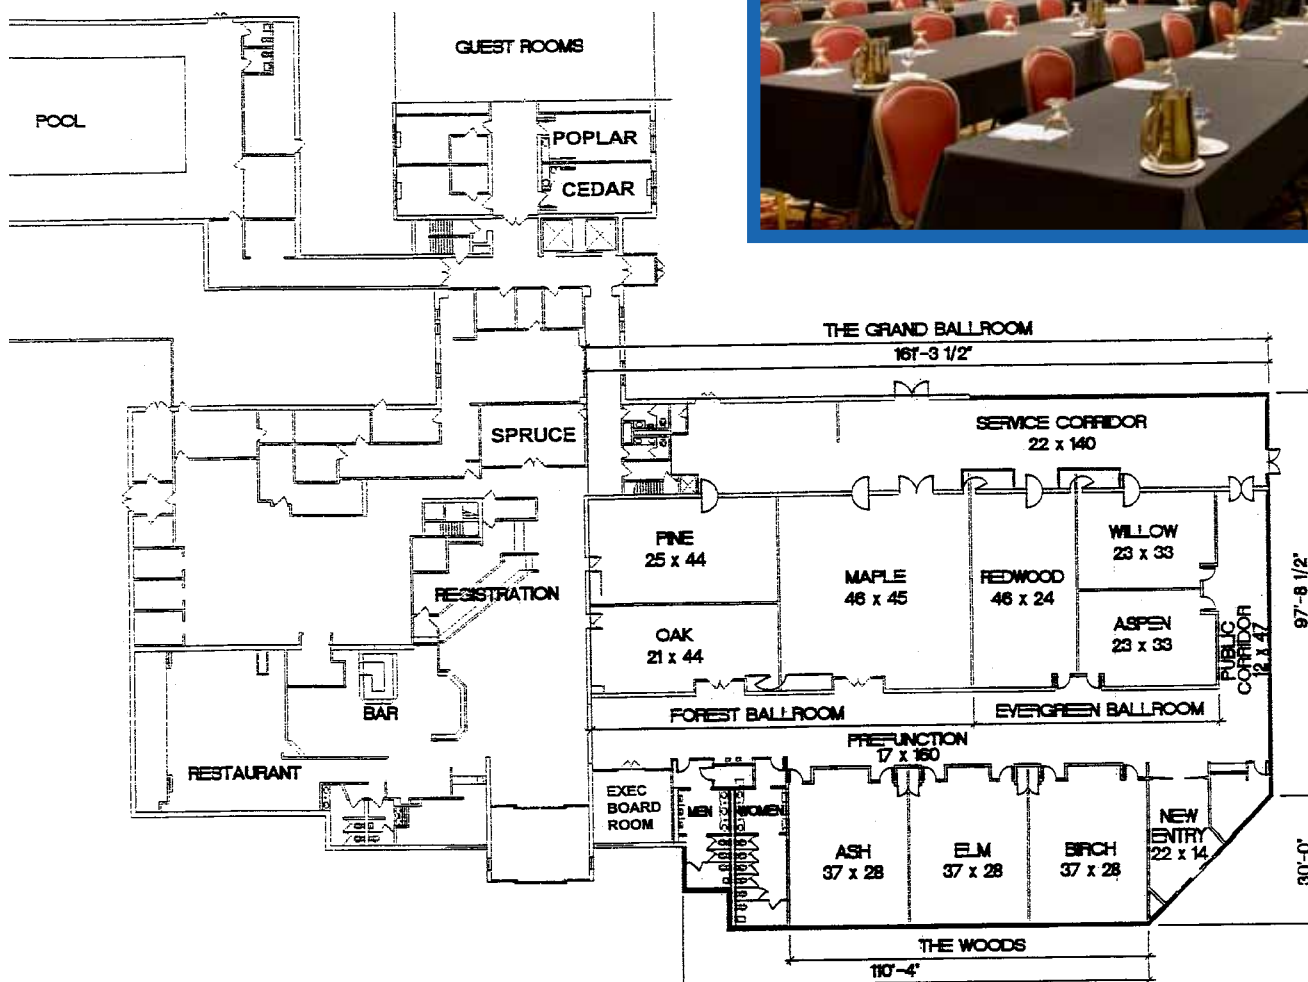 GUEST ROOMS
POOL
POPLAR
CEDAR
THE GRAND BALLROOM
161'-3 1/2"
SERVICE CORRIDOR
22 x 140
SPRUCE
PINE
25 x 44
MAPLE
46 x 45
REDWOOD
46 x 24
WILLOW
23 x 33
97'-8 1/2"
REGISTRATION
OAK
21 x 44
ASPEN
23 x 33
PUBLIC
CORRIDOR
12 x 47
BAR
FOREST BALLROOM
EVERGREEN BALLROOM
PREFUNCTION
17 x 160
RESTAURANT
EXEC
BOARD
ROOM
MEN
WOMEN
ASH
37 x 28
ELM
37 x 28
BIRCH
37 x 28
NEW
ENTRY
22 x 14
30'-0"
THE WOODS
110'-4"